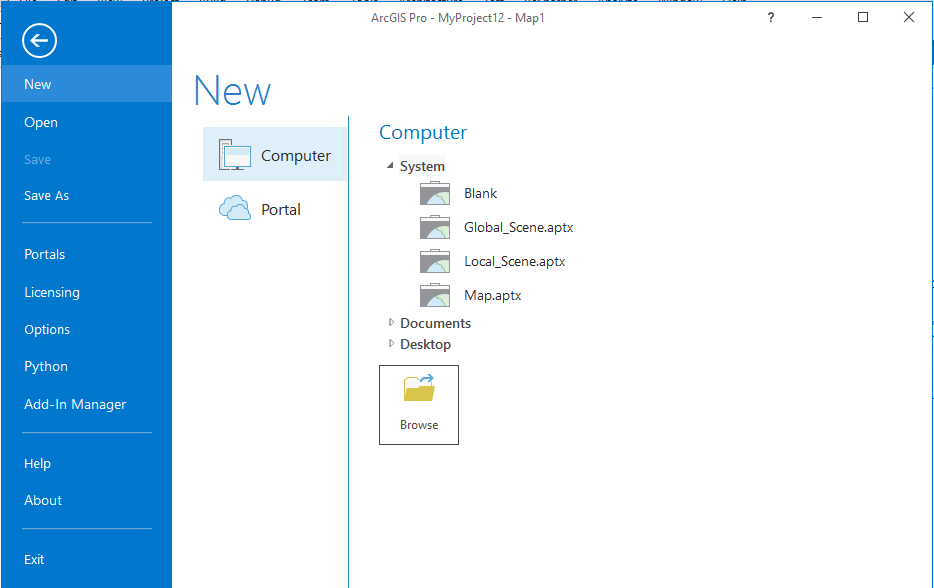 ArcGIS Pro - MyProject12 - Map1
?
New
Open
Save
Save As
Portals
Licensing
Options
Python
Add-In Manager
Help
About
Exit
New
Computer
Portal
Computer
System
Blank
Global_Scene.aptx
Local_Scene.aptx
Map.aptx
Documents
Desktop
Browse